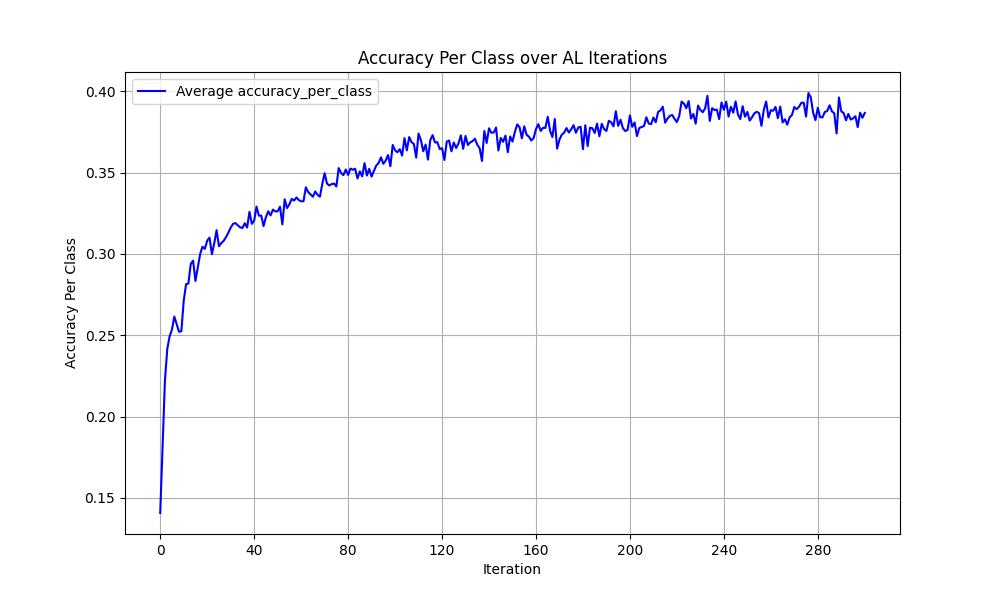 Accuracy Per Class over AL Iterations
Average accuracy_per_class
0.40
0.35
0.30
0.25
0.20
0.15
Accuracy Per Class
0 40 80 120 160 200 240 280
Iteration